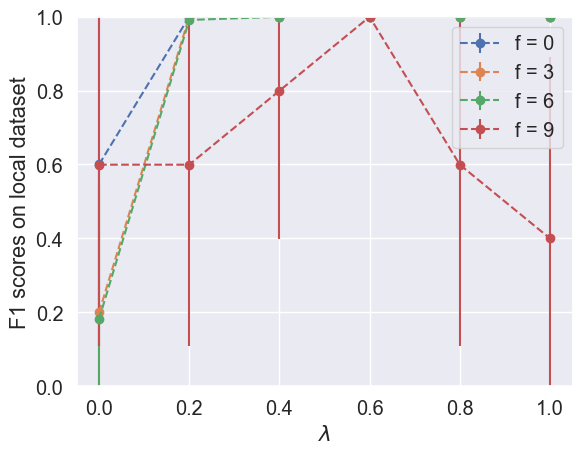 1.0
0.8
0.6
0.4
0.2
0.0
F1 scores on local dataset
f = 0
f = 3
f = 6
f = 9
0.0 0.2 0.4 0.6 0.8 1.0
λ